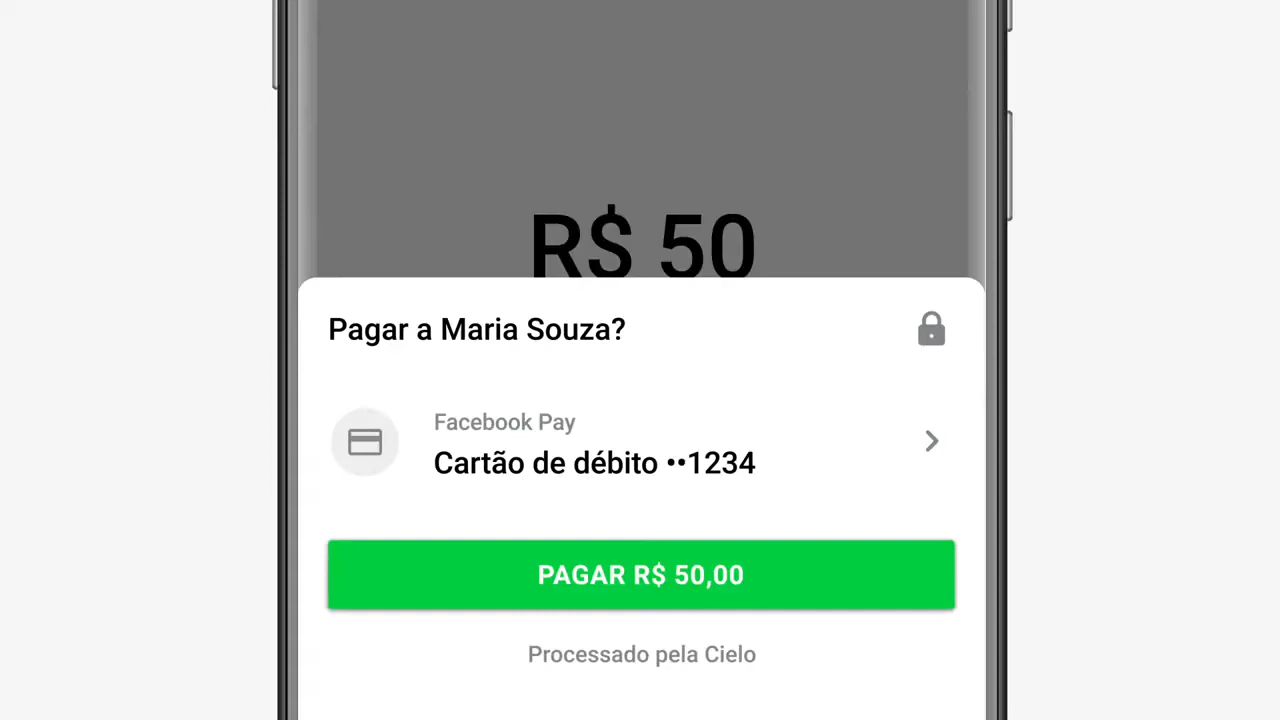 R$ 50
Pagar a Maria Souza?
Facebook Pay
Cartão de débito ••1234
PAGAR R$ 50,00
Processado pela Cielo